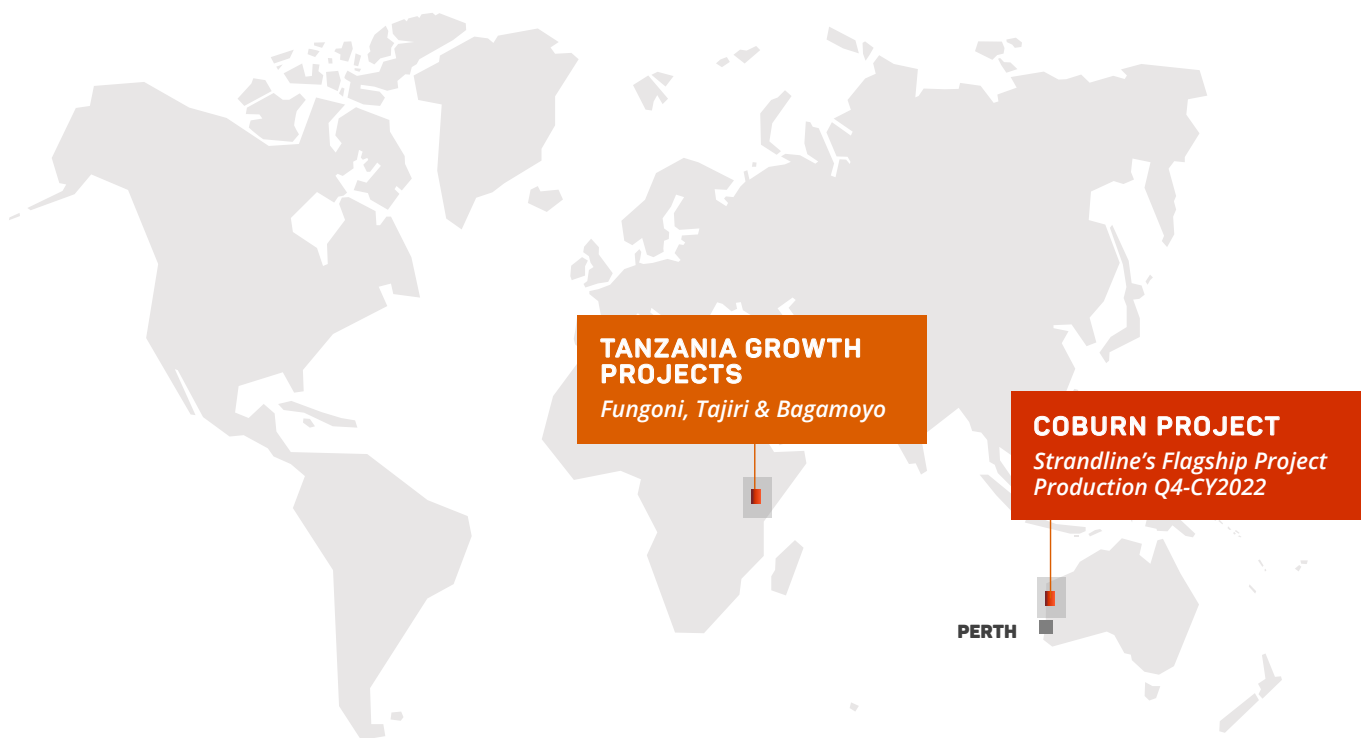 TANZANIA GROWTH
PROJECTS
Fungoni, Tajiri & Bagamoyo
COBURN PROJECT
Strandline's Flagship Project
Production Q4-CY2022
PERTH